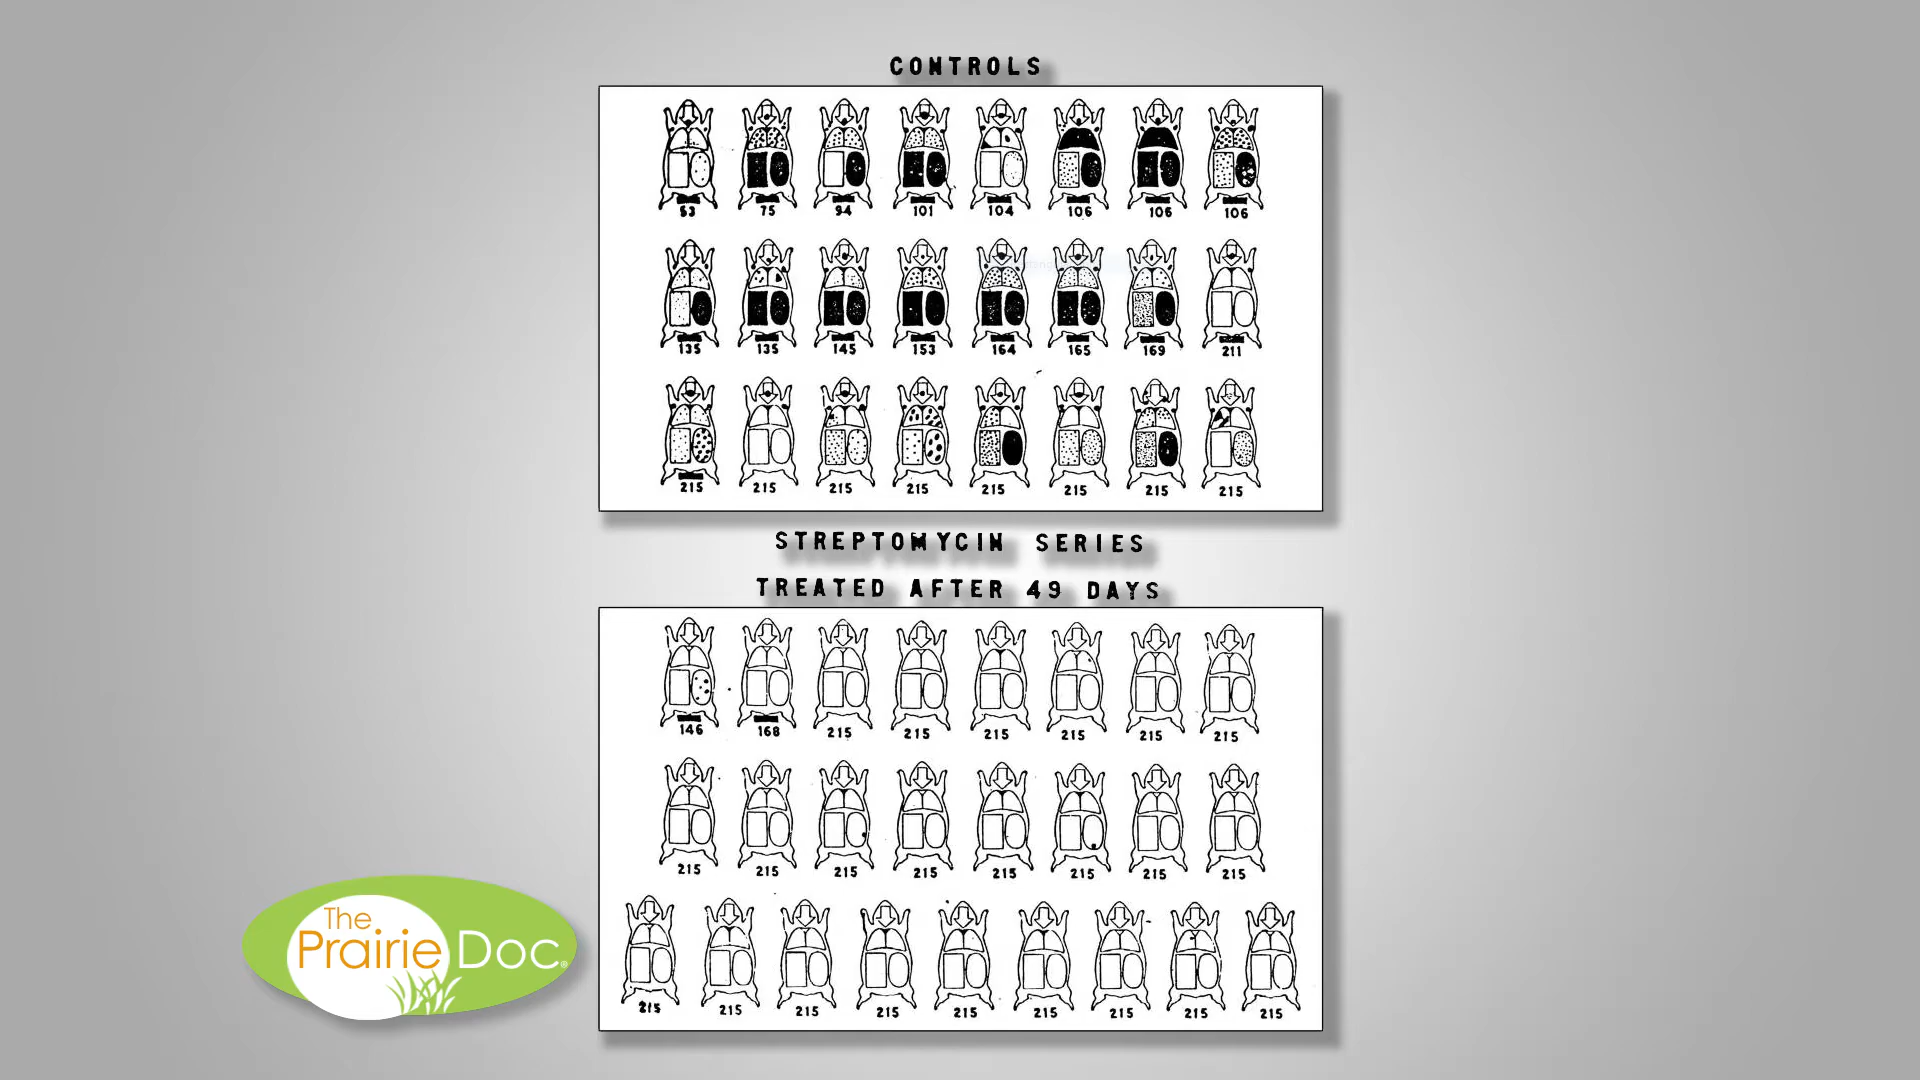 CONTROLS
53 75 94 101 104 106 106 106
135 135 145 153 164 165 169 211
215 215 215 215 215 215 215 215
STREPTOMYCIN SERIES
TREATED AFTER 49 DAYS
146 168 215 215 215 215 215 215
215 215 215 215 215 215 215 215
215 215 215 215 215 215 215 215 215
The
Prairie Doc®